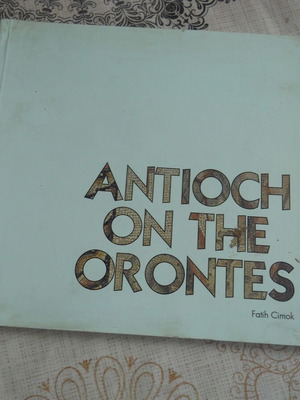 ANTIOCH
ON THE
ORONTES
Fatih Cimok